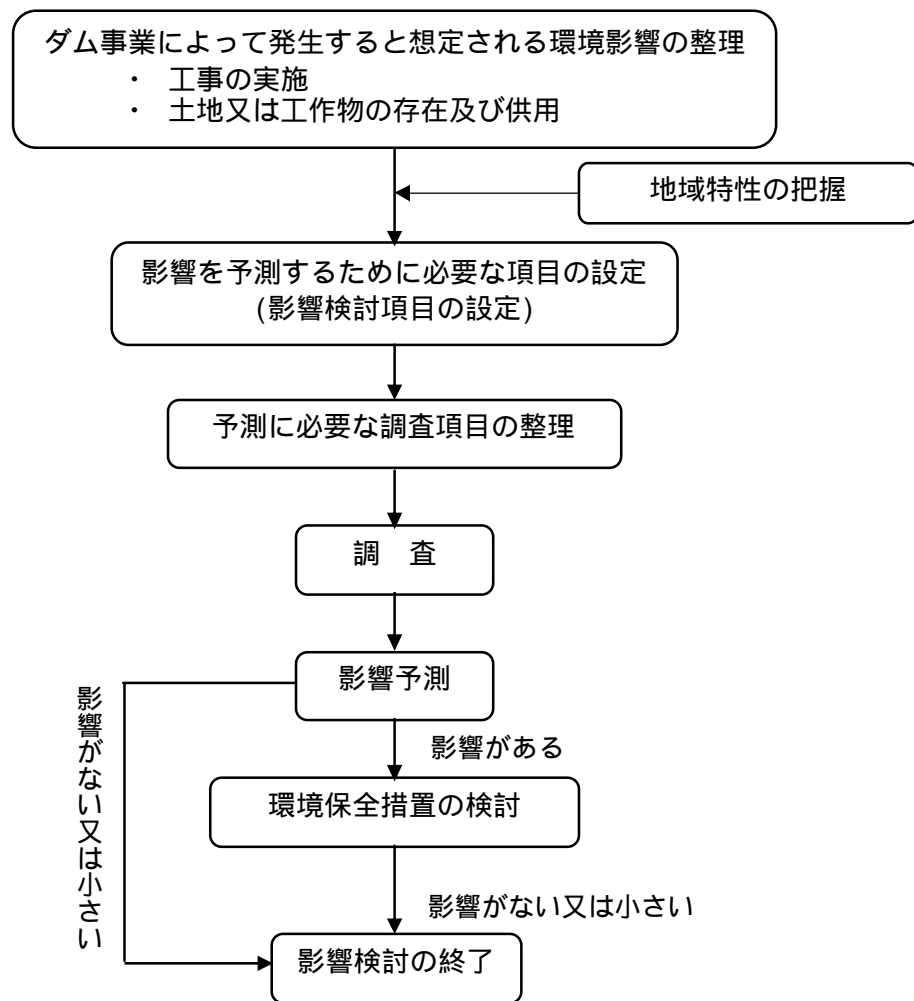 ダム事業によって発生すると想定される環境影響の整理
・ 工事の実施
・ 土地又は工作物の存在及び供用
地域特性の把握
影響を予測するために必要な項目の設定
(影響検討項目の設定)
予測に必要な調査項目の整理
調　査
影響予測
影響がある
影響がない又は小さい
環境保全措置の検討
影響がない又は小さい
影響検討の終了